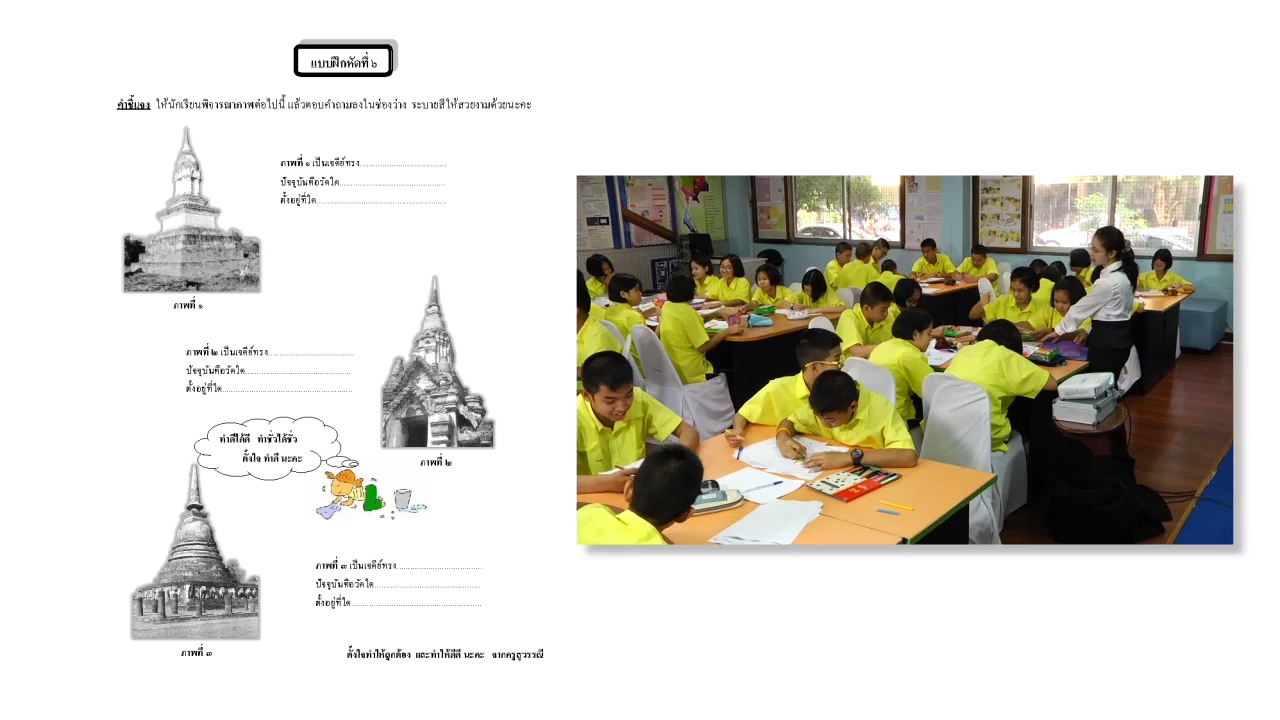 แบบฝึกหัดที่ ๖
คำชี้แจง ให้นักเรียนพิจารณาภาพต่อไปนี้ แล้วตอบคำถามลงในช่องว่าง ระบายสีให้สวยงามด้วยนะคะ
ภาพที่ ๑ เป็นเจดีย์ทรง......................................
ปัจจุบันคือวัดใด...............................................
ตั้งอยู่ที่ใด..........................................................
ภาพที่ ๑
ภาพที่ ๒ เป็นเจดีย์ทรง......................................
ปัจจุบันคือวัดใด...............................................
ตั้งอยู่ที่ใด..........................................................
ภาพที่ ๒
ทำดีได้ดี ทำชั่วได้ชั่ว
ตั้งใจ ทำดี นะคะ
ภาพที่ ๓ เป็นเจดีย์ทรง......................................
ปัจจุบันคือวัดใด...............................................
ตั้งอยู่ที่ใด..........................................................
ภาพที่ ๓
ตั้งใจทำให้ถูกต้อง และทำให้ดีดี นะคะ จากครูสุวรรณี